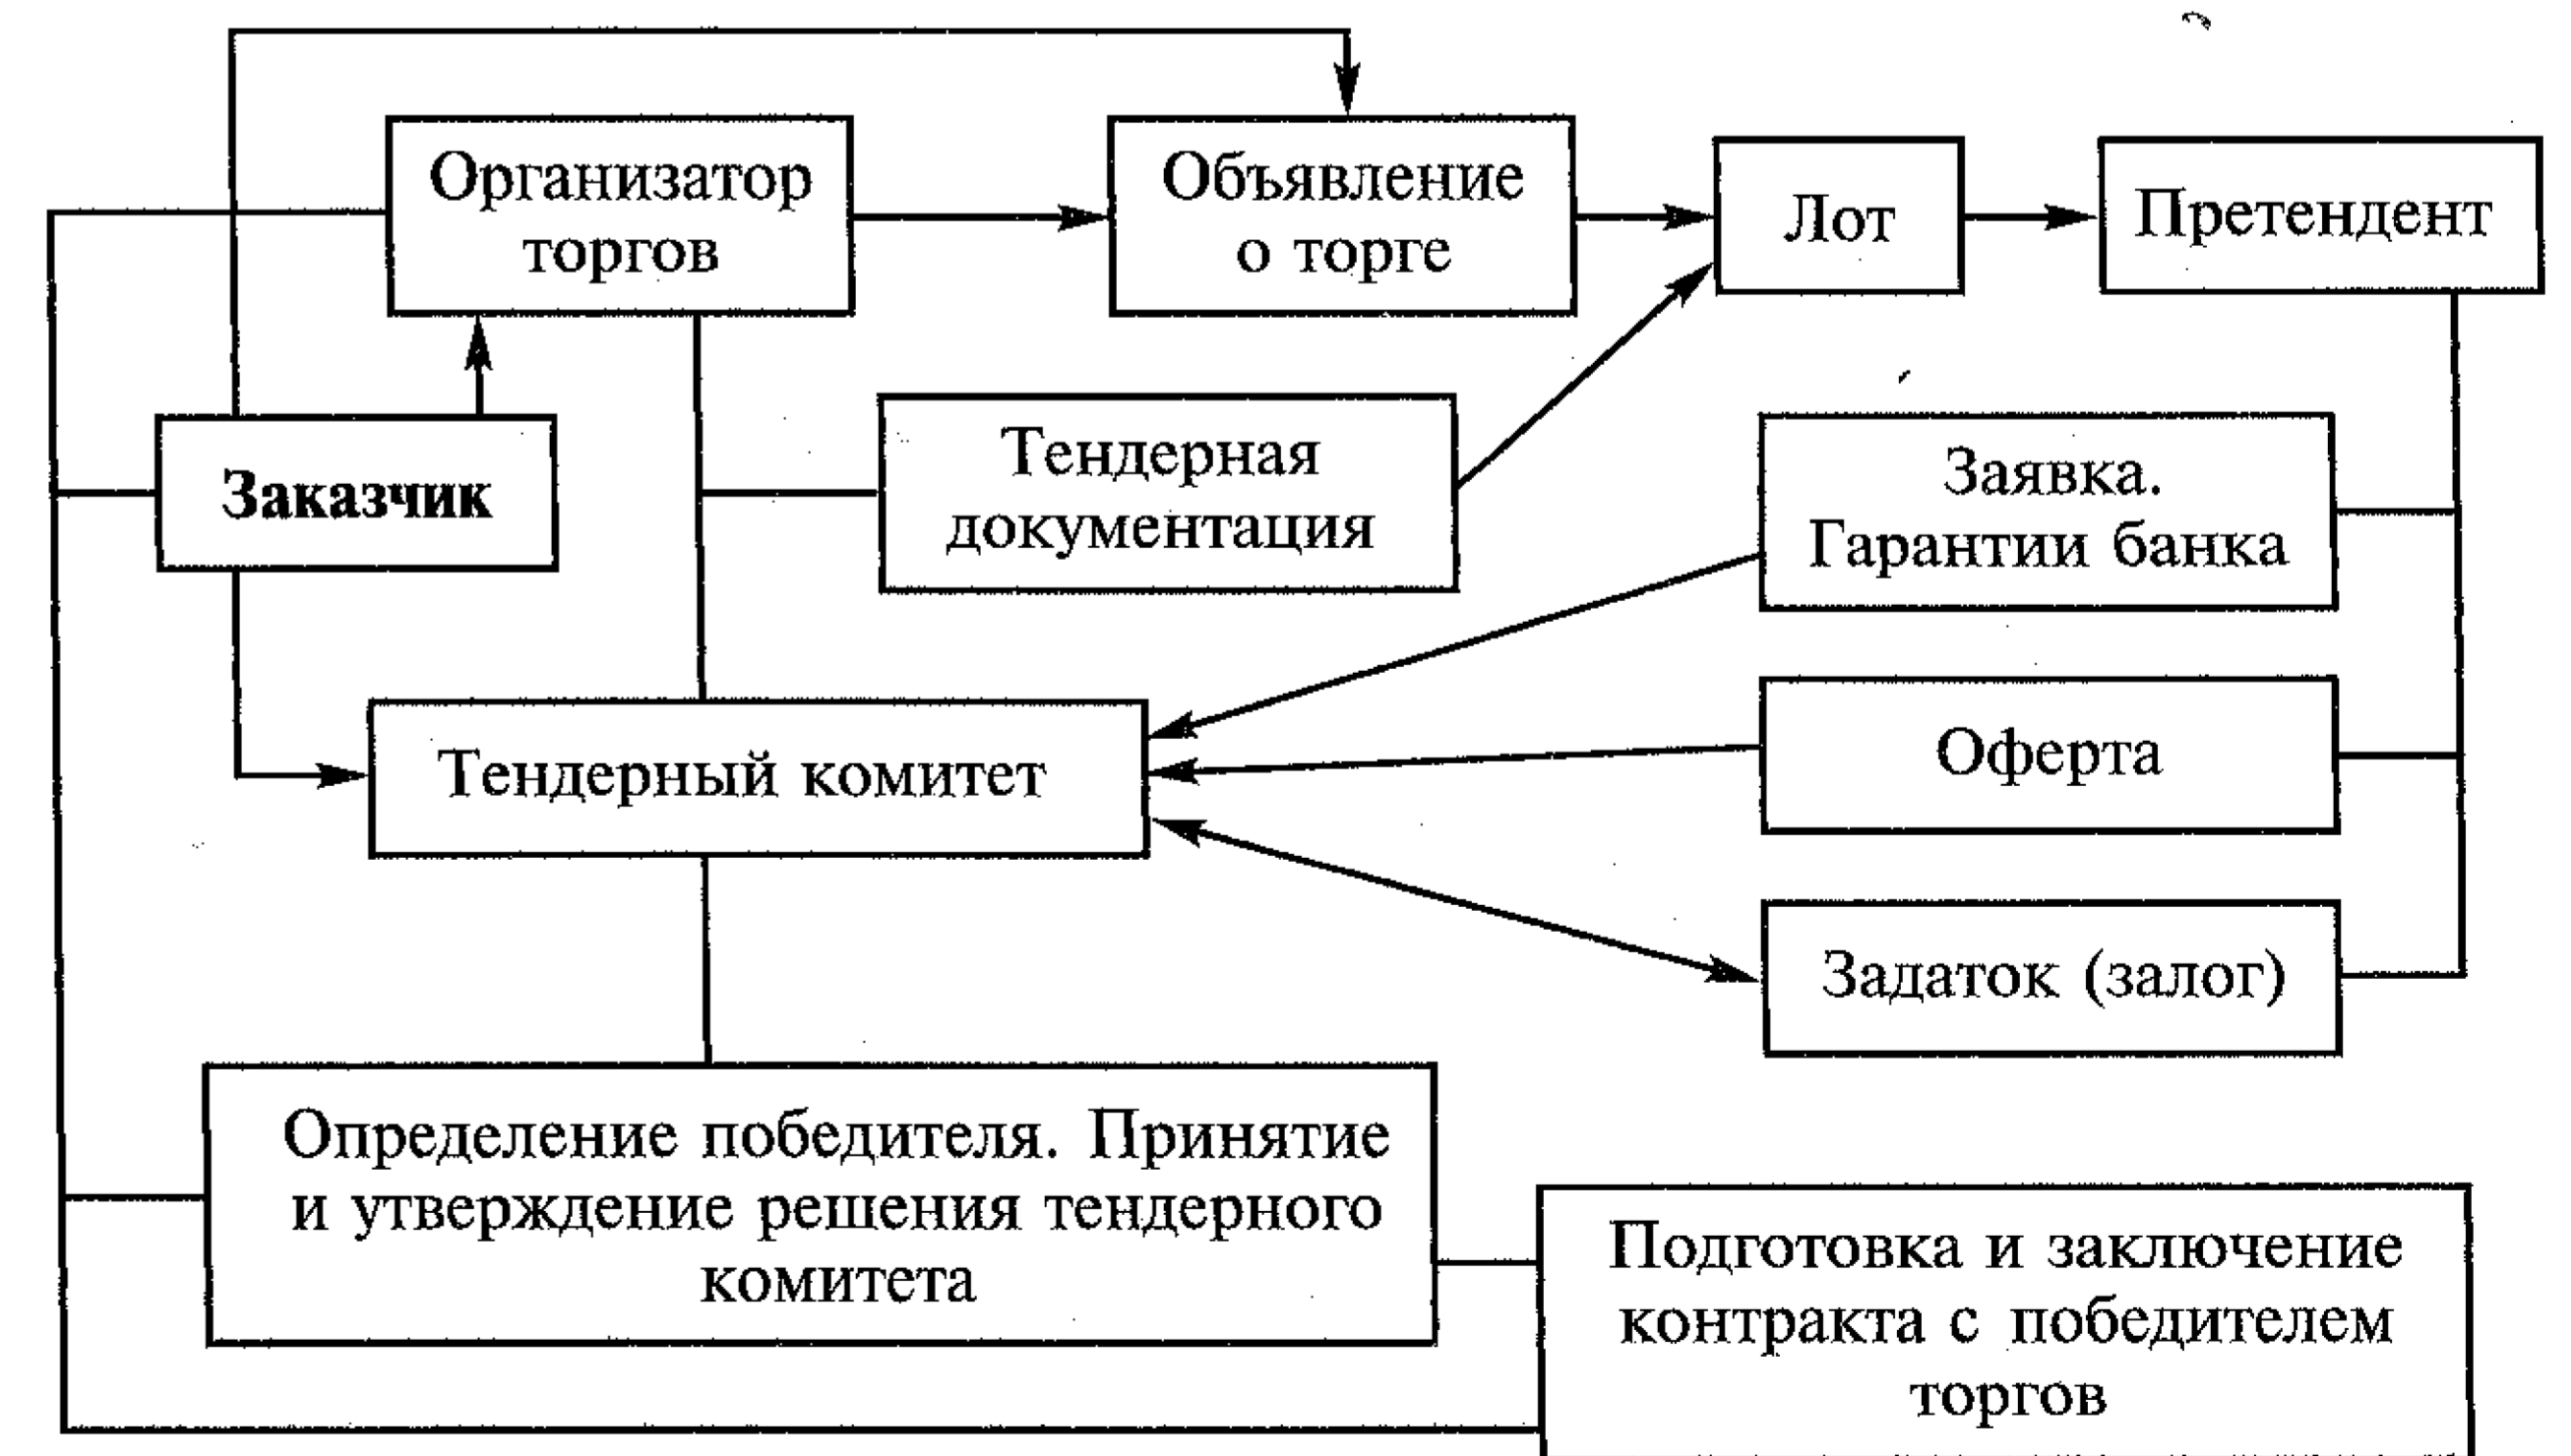 Организатор
торгов
Объявление
о торге
Лот
Претендент
Заказчик
Тендерная
документация
Заявка.
Гарантии банка
Тендерный комитет
Оферта
Задаток (залог)
Определение победителя. Принятие
и утверждение решения тендерного
комитета
Подготовка и заключение
контракта с победителем
торгов